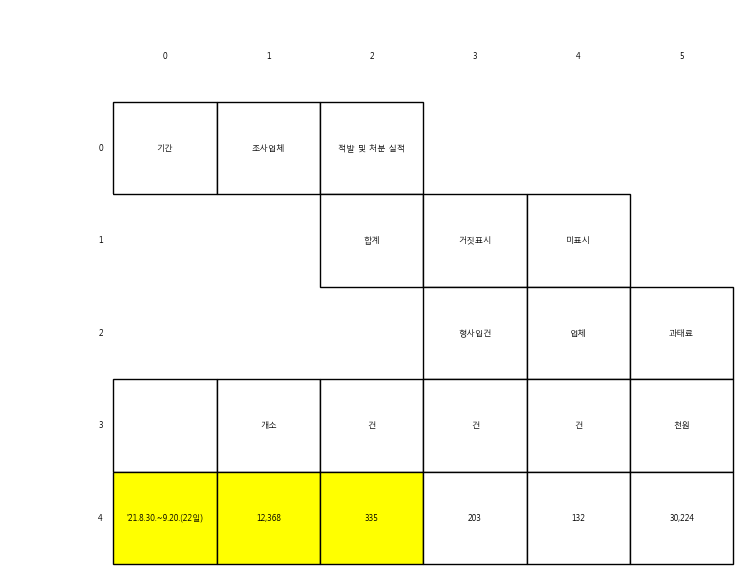 0 1 2 3 4 5
0 기간 조사업체 적발 및 처분 실적
1 합계 거짓표시 미표시
2 형사입건 업체 과태료
3 개소 건 건 건 천원
4 '21.8.30.~9.20.(22일) 12,368 335 203 132 30,224